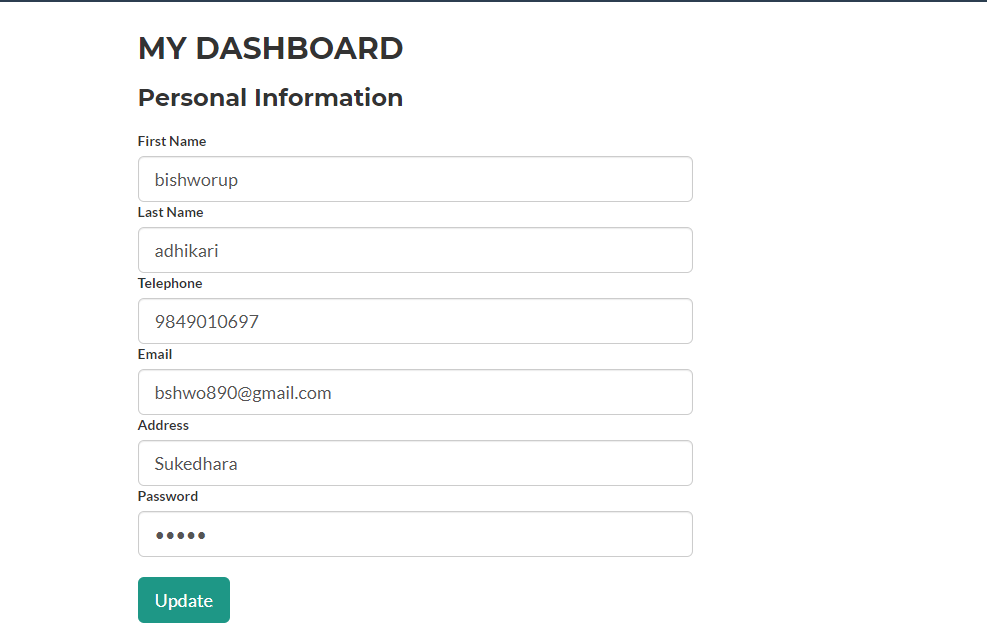 MY DASHBOARD
Personal Information
First Name
bishworup
Last Name
adhikari
Telephone
9849010697
Email
bshwo890@gmail.com
Address
Sukedhara
Password
•••••
Update